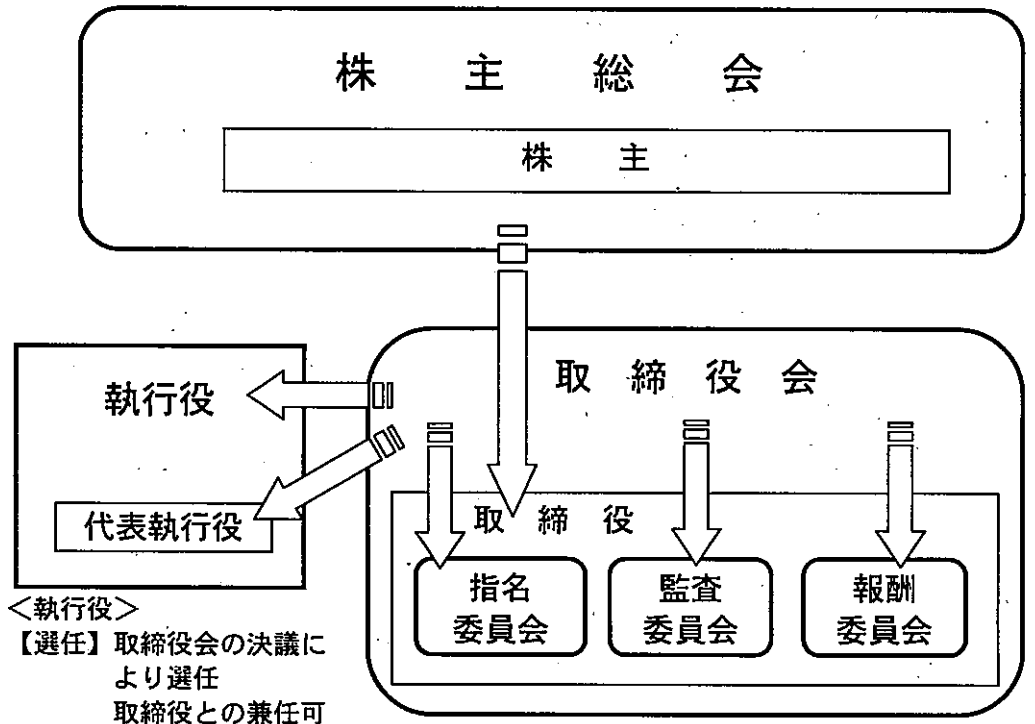 株主総会
株主
取締役会
執行役
代表執行役
取締役
指名
委員会
監査
委員会
報酬
委員会
<執行役>
【選任】取締役会の決議に
より選任
取締役との兼任可